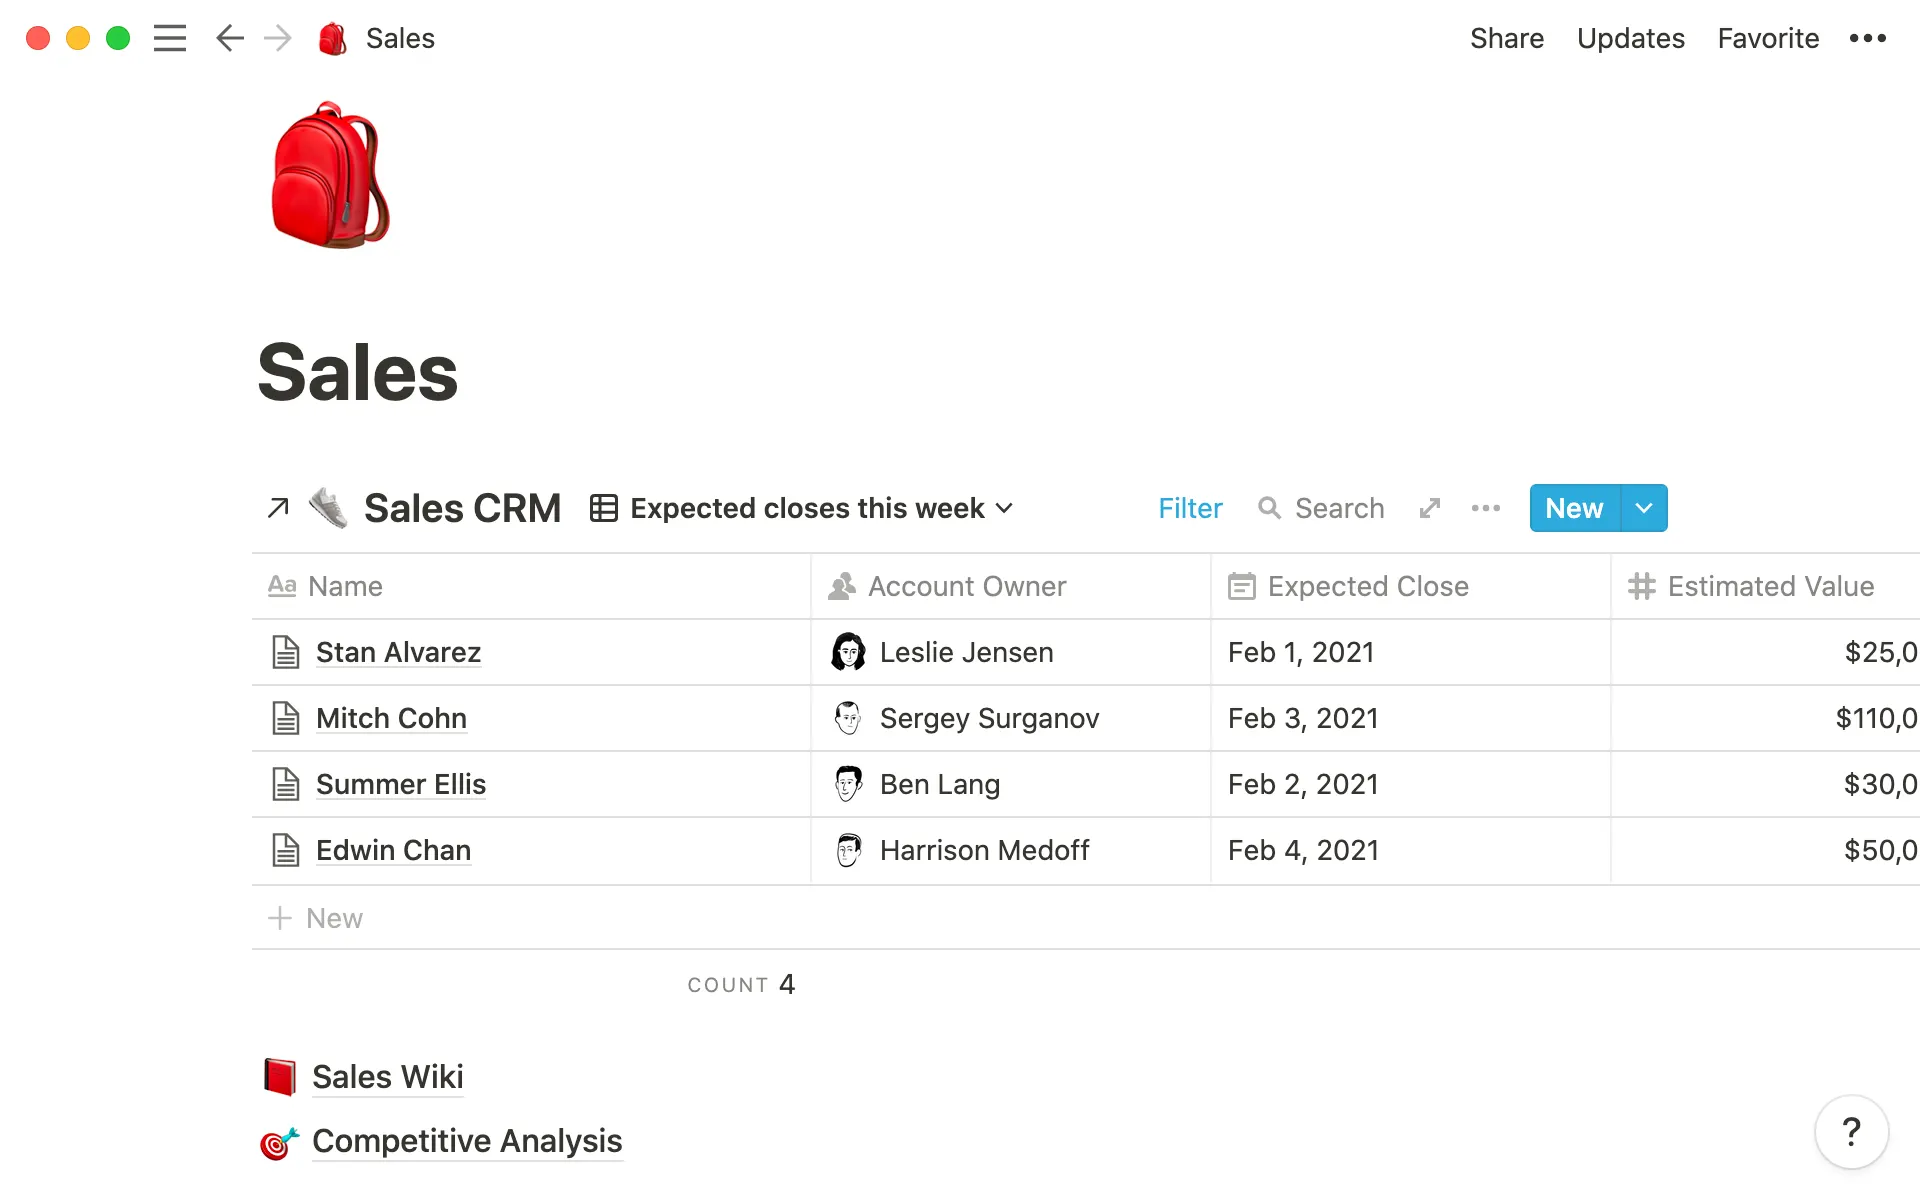 Sales
Share Updates Favorite
Sales
Sales CRM Expected closes this week Filter Search New
Aa Name Account Owner Expected Close Estimated Value
Stan Alvarez Leslie Jensen Feb 1, 2021 $25,0
Mitch Cohn Sergey Surganov Feb 3, 2021 $110,0
Summer Ellis Ben Lang Feb 2, 2021 $30,0
Edwin Chan Harrison Medoff Feb 4, 2021 $50,0
New
COUNT 4
Sales Wiki
Competitive Analysis
?